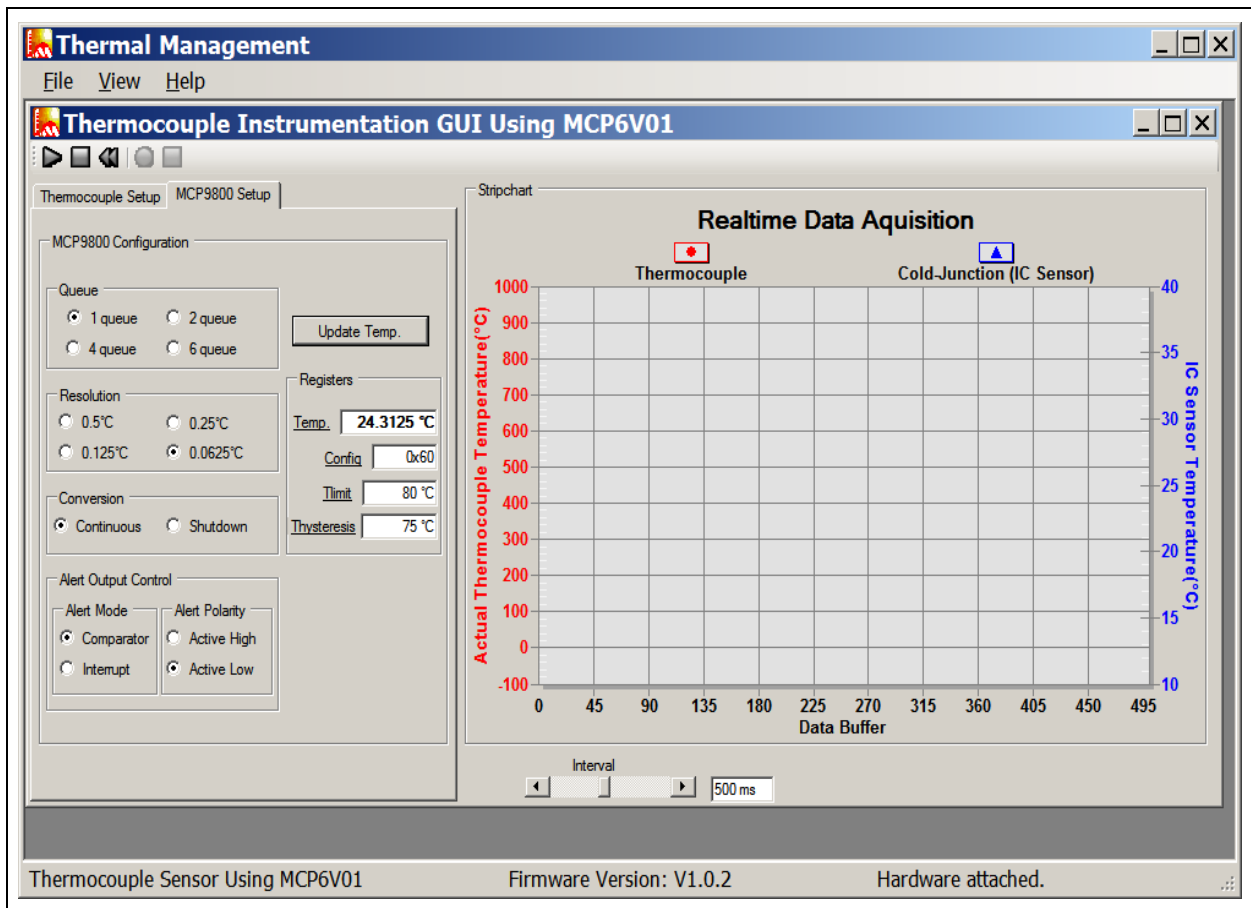 Thermal Management
File View Help
Thermocouple Instrumentation GUI Using MCP6V01
Thermocouple Setup MCP9800 Setup
MCP9800 Configuration
Queue
1 queue 2 queue
4 queue 6 queue
Update Temp.
Resolution
0.5°C 0.25°C
0.125°C 0.0625°C
Registers
Temp. 24.3125 °C
Config 0x60
Tlimit 80 °C
Thysteresis 75 °C
Conversion
Continuous Shutdown
Alert Output Control
Alert Mode Alert Polarity
Comparator Active High
Interrupt Active Low
Stripchart
Realtime Data Aquisition
Thermocouple Cold-Junction (IC Sensor)
Actual Thermocouple Temperature(°C)
1000
900
800
700
600
500
400
300
200
100
0
-100
40
35
30
25
20
15
10
IC Sensor Temperature(°C)
0 45 90 135 180 225 270 315 360 405 450 495
Data Buffer
Interval
500 ms
Thermocouple Sensor Using MCP6V01 Firmware Version: V1.0.2 Hardware attached.